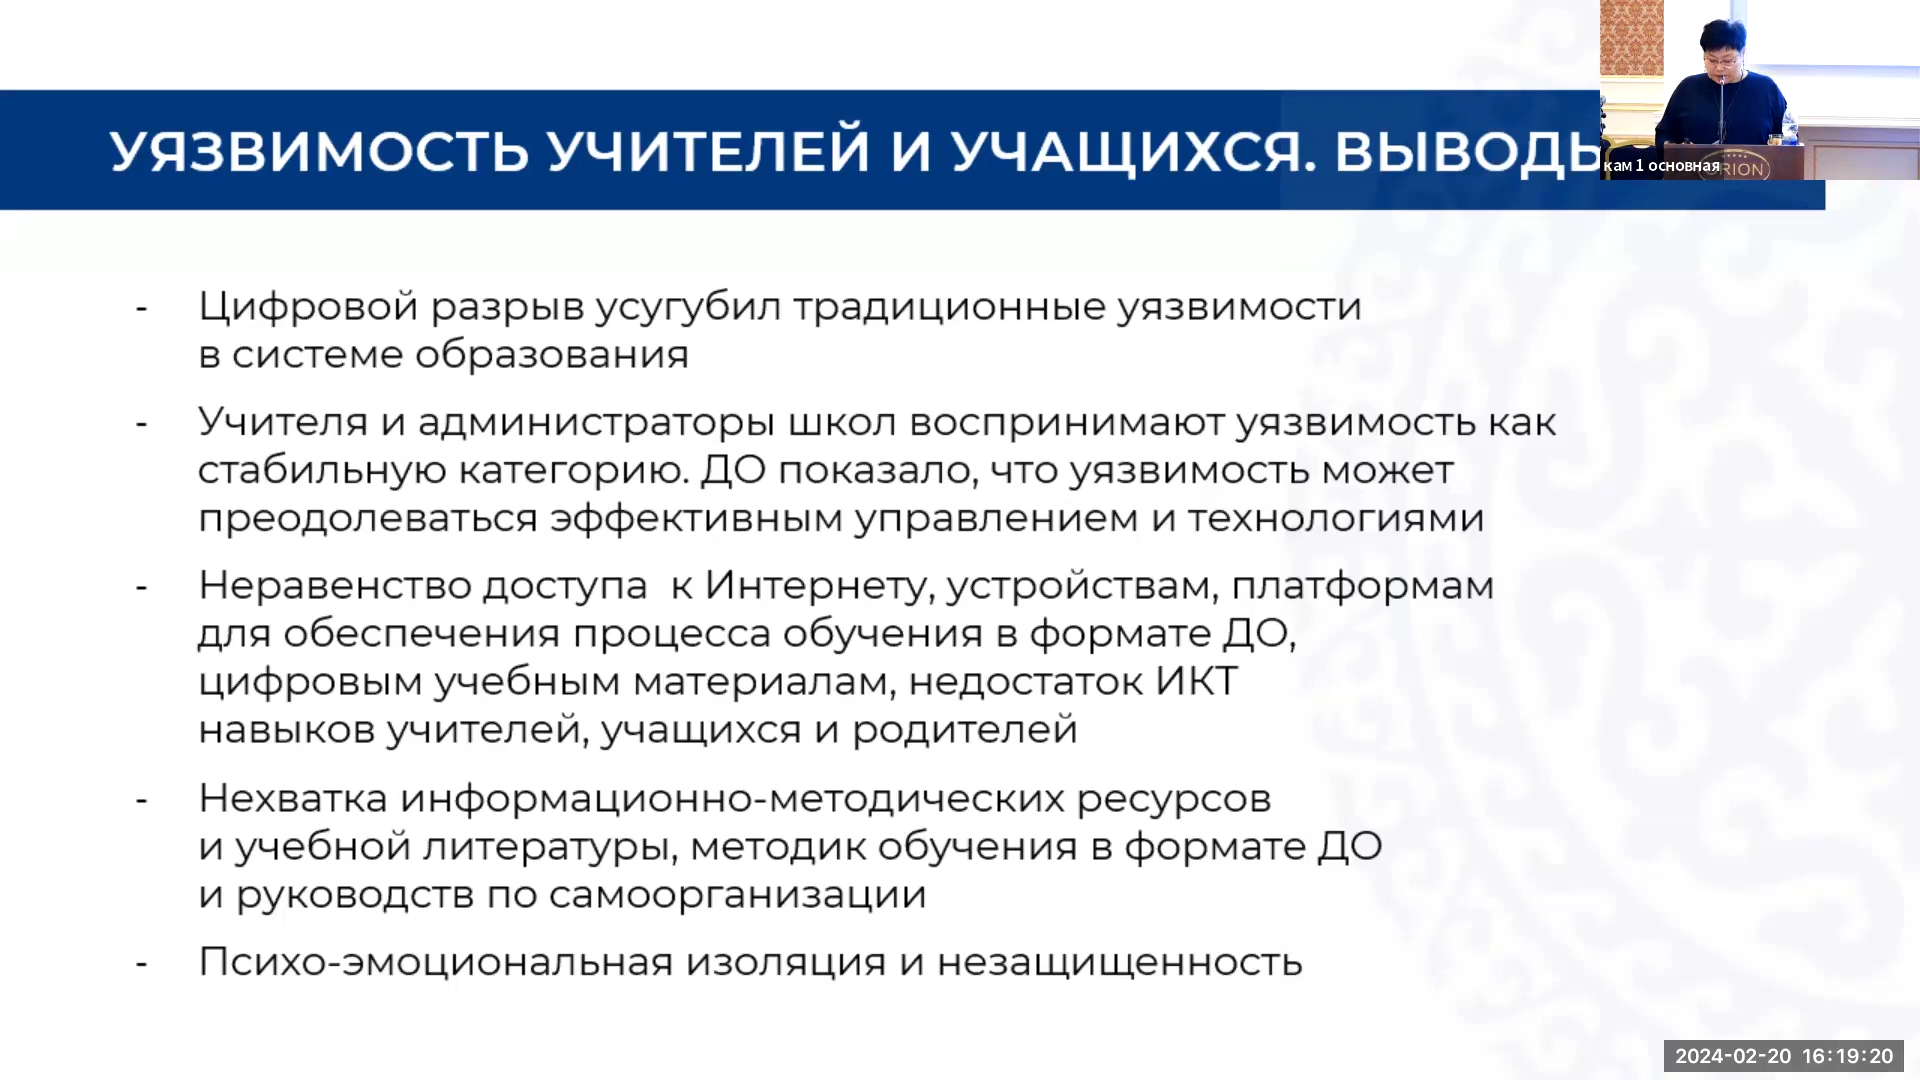 УЯЗВИМОСТЬ УЧИТЕЛЕЙ И УЧАЩИХСЯ. ВЫВОДЫ
кам 1 основная
ORION
- Цифровой разрыв усугубил традиционные уязвимости
в системе образования
- Учителя и администраторы школ воспринимают уязвимость как
стабильную категорию. ДО показало, что уязвимость может
преодолеваться эффективным управлением и технологиями
- Неравенство доступа к Интернету, устройствам, платформам
для обеспечения процесса обучения в формате ДО,
цифровым учебным материалам, недостаток ИКТ
навыков учителей, учащихся и родителей
- Нехватка информационно-методических ресурсов
и учебной литературы, методик обучения в формате ДО
и руководств по самоорганизации
- Психо-эмоциональная изоляция и незащищенность
2024-02-20 16:19:20